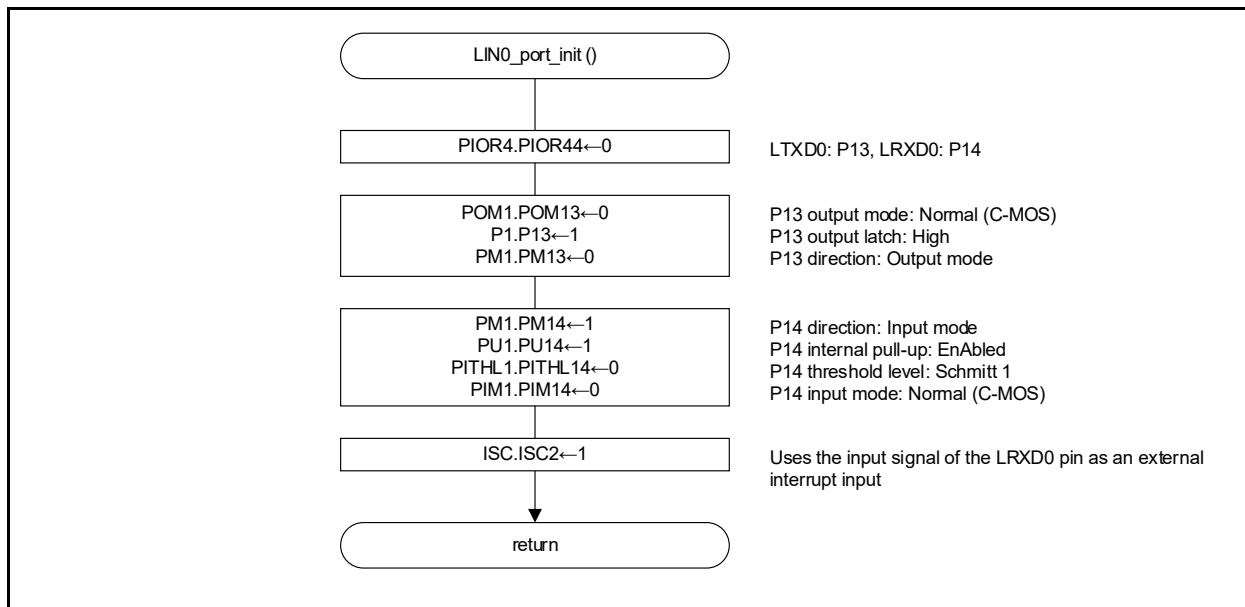 LIN0_port_init ()
PIOR4.PIOR44←0
LTXD0: P13, LRXD0: P14
POM1.POM13←0
P13 output mode: Normal (C-MOS)
P1.P13←1
P13 output latch: High
PM1.PM13←0
P13 direction: Output mode
PM1.PM14←1
P14 direction: Input mode
PU1.PU14←1
P14 internal pull-up: EnAbled
PITHL1.PITHL14←0
P14 threshold level: Schmitt 1
PIM1.PIM14←0
P14 input mode: Normal (C-MOS)
ISC.ISC2←1
Uses the input signal of the LRXD0 pin as an external
interrupt input
return